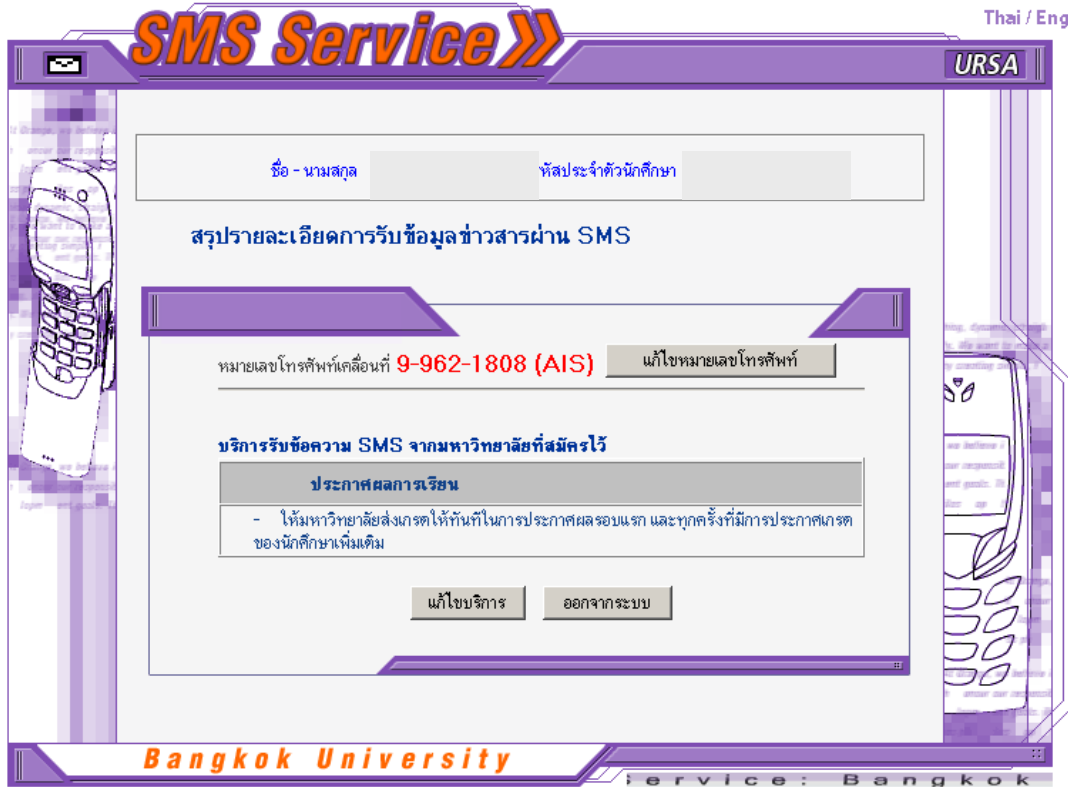 Thai / Eng
SMS Service
URSA
ชื่อ - นามสกุล
หัสประจำตัวนักศึกษา
สรุปรายละเอียดการรับข้อมูลข่าวสารผ่าน SMS
หมายเลขโทรศัพท์เคลื่อนที่ 9-962-1808 (AIS) แก้ไขหมายเลขโทรศัพท์
บริการรับข้อความ SMS จากมหาวิทยาลัยที่สมัครไว้
ประกาศผลการเรียน
- ให้มหาวิทยาลัยส่งเกรดให้ทันทีในการประกาศผลรอบแรก และทุกครั้งที่มีการประกาศเกรด
ของนักศึกษาเพิ่มเติม
แก้ไขบริการ ออกจากระบบ
Bangkok University
ervice: Bangkok